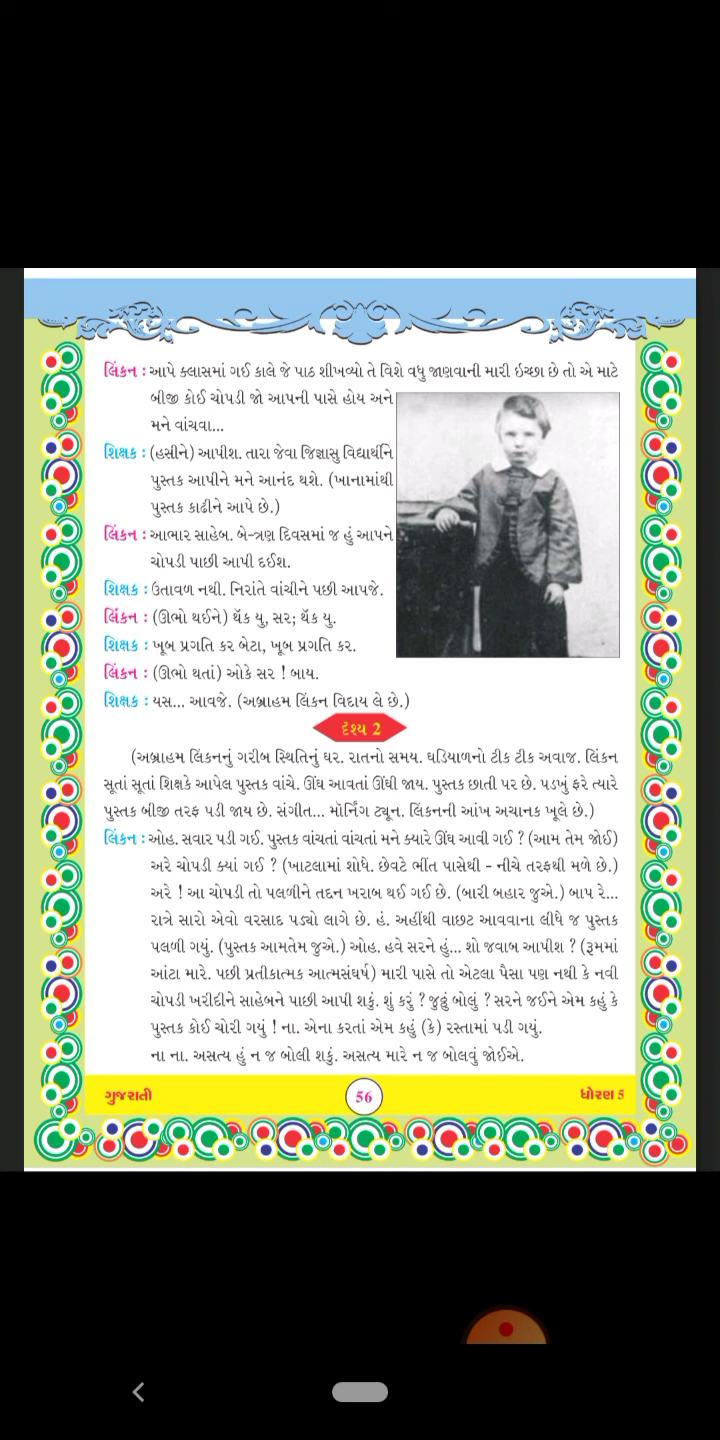 લિંકન : આપે ક્લાસમાં ગઈ કાલે જે પાઠ શીખવ્યો તે વિશે વધુ જાણવાની મારી ઇચ્છા છે તો એ માટે
બીજી કોઈ ચોપડી જો આપની પાસે હોય અને
મને વાંચવા...
શિક્ષક : (હસીને) આપીશ. તારા જેવા જિજ્ઞાસુ વિદ્યાર્થીને
પુસ્તક આપીને મને આનંદ થશે. (ખાનામાંથી
પુસ્તક કાઢીને આપે છે.)
લિંકન : આભાર સાહેબ. બે-ત્રણ દિવસમાં જ હું આપને
ચોપડી પાછી આપી દઈશ.
શિક્ષક : ઉતાવળ નથી. નિરાંતે વાંચીને પછી આપજે.
લિંકન : (ઊભો થઈને) થૅંક યુ, સર; થૅંક યુ.
શિક્ષક : ખૂબ પ્રગતિ કર બેટા, ખૂબ પ્રગતિ કર.
લિંકન : (ઊભો થતાં) ઓકે સર ! બાય.
શિક્ષક : યસ... આવજે. (અબ્રાહમ લિંકન વિદાય લે છે.)
દૃશ્ય 2
(અબ્રાહમ લિંકનનું ગરીબ સ્થિતિનું ઘર. રાતનો સમય. ઘડિયાળનો ટીક ટીક અવાજ. લિંકન
સૂતાં સૂતાં શિક્ષકે આપેલ પુસ્તક વાંચે. ઊંઘ આવતાં ઊંઘી જાય. પુસ્તક છાતી પર છે. પડખું ફરે ત્યારે
પુસ્તક બીજી તરફ પડી જાય છે. સંગીત... મૉર્નિંગ ટ્યૂન. લિંકનની આંખ અચાનક ખૂલે છે.)
લિંકન : ઓહ. સવાર પડી ગઈ. પુસ્તક વાંચતાં વાંચતાં મને ક્યારે ઊંઘ આવી ગઈ ? (આમ તેમ જોઈ)
અરે ચોપડી ક્યાં ગઈ ? (ખાટલામાં શોધે. છેવટે ભીંત પાસેથી - નીચે તરફથી મળે છે.)
અરે ! આ ચોપડી તો પલળીને તદન ખરાબ થઈ ગઈ છે. (બારી બહાર જુએ.) બાપ રે...
રાત્રે સારો એવો વરસાદ પડ્યો લાગે છે. હં. અહીંથી વાછટ આવવાના લીધે જ પુસ્તક
પલળી ગયું. (પુસ્તક આમતેમ જુએ.) ઓહ. હવે સરને હું... શો જવાબ આપીશ ? (રૂમમાં
આંટા મારે. પછી પ્રતીકાત્મક આત્મસંઘર્ષ) મારી પાસે તો એટલા પૈસા પણ નથી કે નવી
ચોપડી ખરીદીને સાહેબને પાછી આપી શકું. શું કરું ? જુઠ્ઠું બોલું ? સરને જઈને એમ કહું કે
પુસ્તક કોઈ ચોરી ગયું ! ના. એના કરતાં એમ કહું (કે) રસ્તામાં પડી ગયું.
ના ના. અસત્ય હું ન જ બોલી શકું. અસત્ય મારે ન જ બોલવું જોઈએ.
ગુજરાતી 56 ધોરણ 5